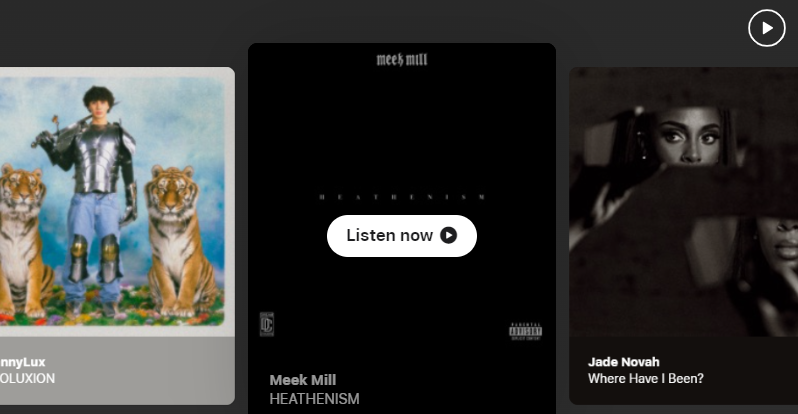 meek mill
HEATHENISM
Listen now
PARENTAL
ADVISORY
EXPLICIT CONTENT
nnyLux
OLUXION
Meek Mill
HEATHENISM
Jade Novah
Where Have I Been?